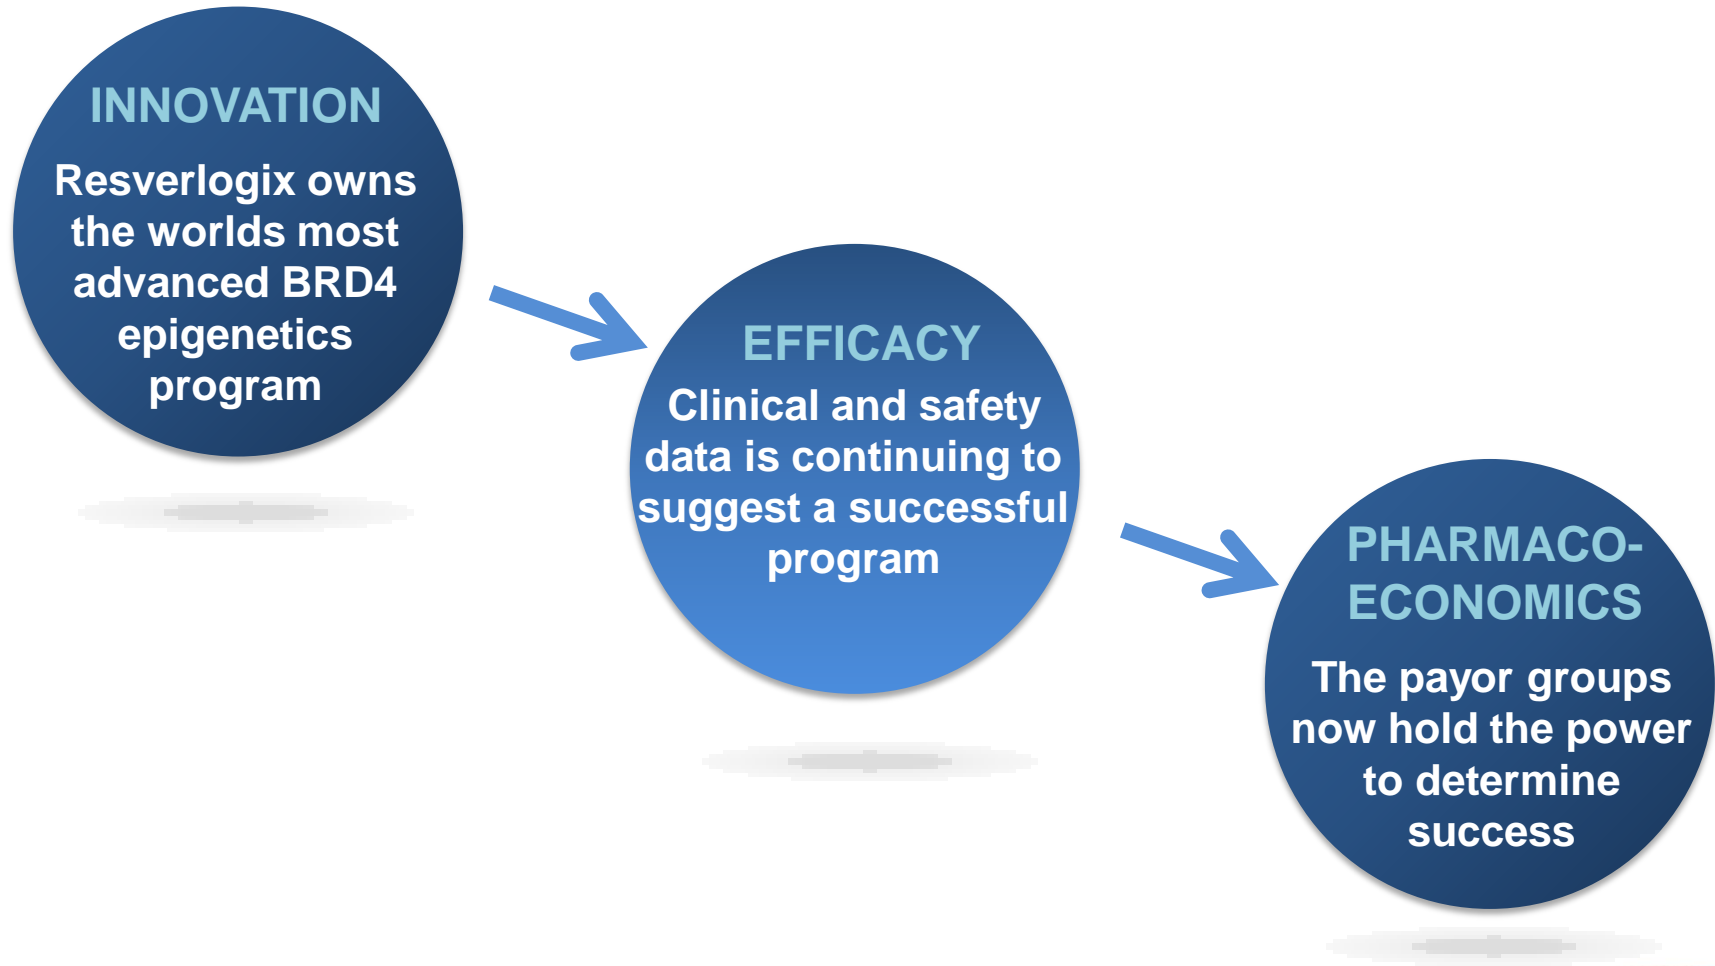 INNOVATION
Resverlogix owns
the worlds most
advanced BRD4
epigenetics
program
EFFICACY
Clinical and safety
data is continuing to
suggest a successful
program
PHARMACO-
ECONOMICS
The payor groups
now hold the power
to determine
success